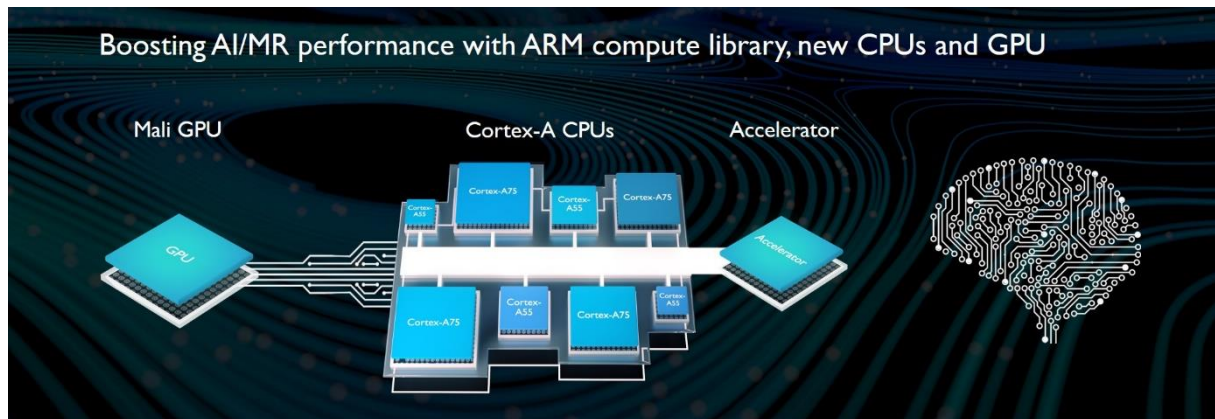 Boosting AI/MR performance with ARM compute library, new CPUs and GPU
Mali GPU
Cortex-A CPUs
Accelerator
Cortex-
A55
Cortex-A75
Cortex-
A55
Cortex-A75
GPU
Accelerator
Cortex-A75
Cortex-
A55
Cortex-A75
Cortex-
A55